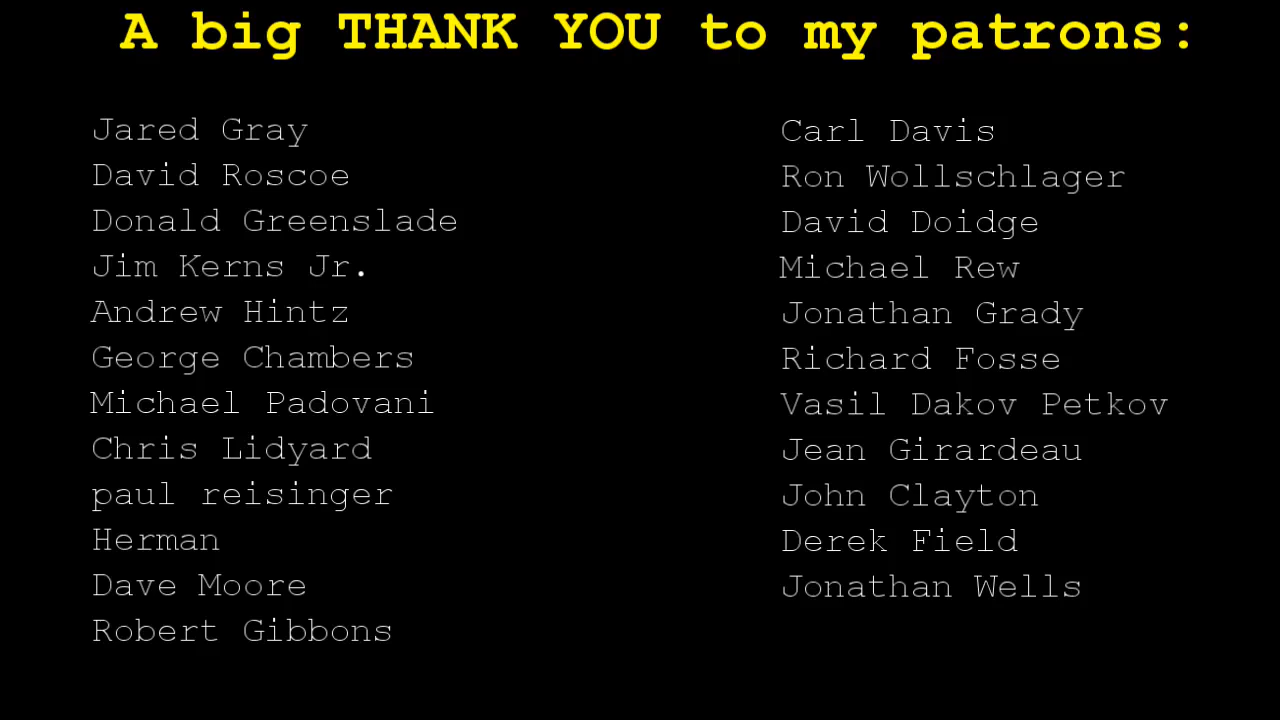 A big THANK YOU to my patrons:
Jared Gray
David Roscoe
Donald Greenslade
Jim Kerns Jr.
Andrew Hintz
George Chambers
Michael Padovani
Chris Lidyard
paul reisinger
Herman
Dave Moore
Robert Gibbons
Carl Davis
Ron Wollschlager
David Doidge
Michael Rew
Jonathan Grady
Richard Fosse
Vasil Dakov Petkov
Jean Girardeau
John Clayton
Derek Field
Jonathan Wells